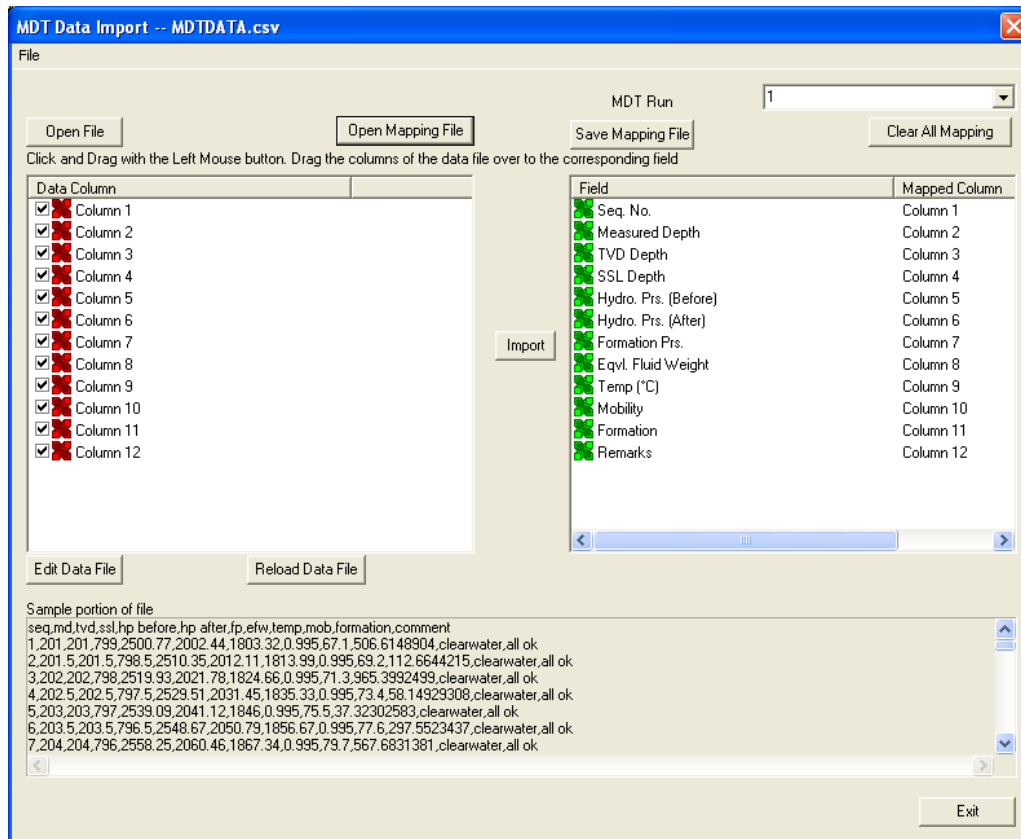 MDT Data Import -- MDTDATA.csv
File
MDT Run
1
Open File
Open Mapping File
Save Mapping File
Clear All Mapping
Click and Drag with the Left Mouse button. Drag the columns of the data file over to the corresponding field
Data Column
Column 1
Column 2
Column 3
Column 4
Column 5
Column 6
Column 7
Column 8
Column 9
Column 10
Column 11
Column 12
Import
Field Mapped Column
Seq. No. Column 1
Measured Depth Column 2
TVD Depth Column 3
SSL Depth Column 4
Hydro. Prs. (Before) Column 5
Hydro. Prs. (After) Column 6
Formation Prs. Column 7
Eqvl. Fluid Weight Column 8
Temp (°C) Column 9
Mobility Column 10
Formation Column 11
Remarks Column 12
Edit Data File
Reload Data File
Sample portion of file
seq,md,tvd,ssl,hp before,hp after,fp,efw,temp,mob,formation,comment
1,201,201,799,2500.77,2002.44,1803.32,0.995,67.1,506.6148904,clearwater,all ok
2,201.5,201.5,798.5,2510.35,2012.11,1813.99,0.995,69.2,112.6644215,clearwater,all ok
3,202,202,798,2519.93,2021.78,1824.66,0.995,71.3,965.3992499,clearwater,all ok
4,202.5,202.5,797.5,2529.51,2031.45,1835.33,0.995,73.4,58.14929308,clearwater,all ok
5,203,203,797,2539.09,2041.12,1846,0.995,75.5,37.32302583,clearwater,all ok
6,203.5,203.5,796.5,2548.67,2050.79,1856.67,0.995,77.6,297.5523437,clearwater,all ok
7,204,204,796,2558.25,2060.46,1867.34,0.995,79.7,567.6831381,clearwater,all ok
Exit